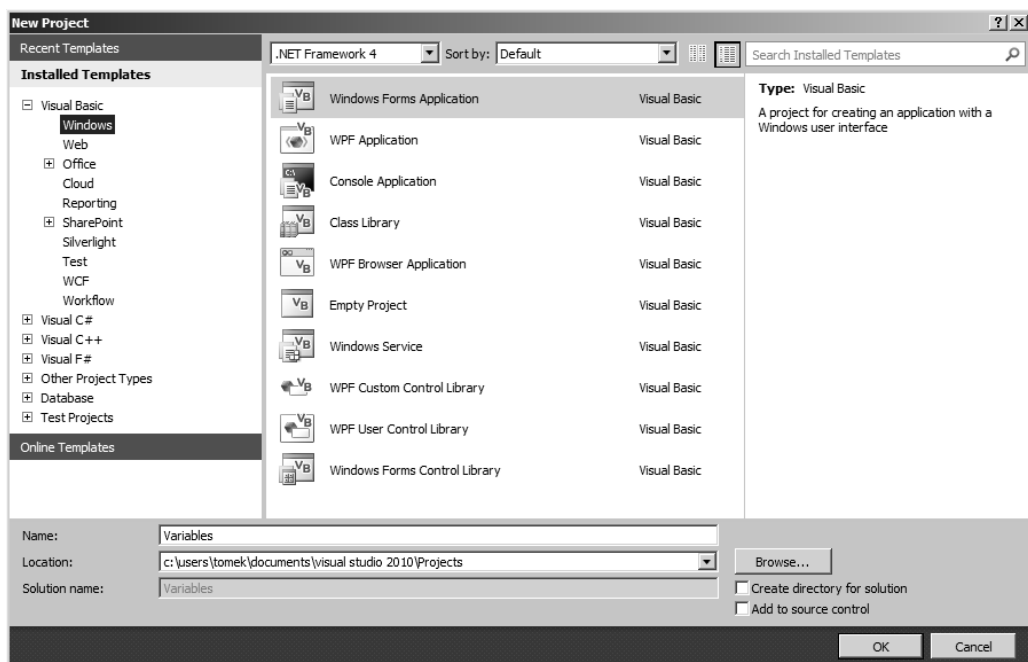 New Project
Recent Templates
Installed Templates
Visual Basic
Windows
Web
Office
Cloud
Reporting
SharePoint
Silverlight
Test
WCF
Workflow
Visual C#
Visual C++
Visual F#
Other Project Types
Database
Test Projects
Online Templates
.NET Framework 4 Sort by: Default
Windows Forms Application Visual Basic
WPF Application Visual Basic
Console Application Visual Basic
Class Library Visual Basic
WPF Browser Application Visual Basic
Empty Project Visual Basic
Windows Service Visual Basic
WPF Custom Control Library Visual Basic
WPF User Control Library Visual Basic
Windows Forms Control Library Visual Basic
Search Installed Templates
Type: Visual Basic
A project for creating an application with a
Windows user interface
Name: Variables
Location: c:\users\tomek\documents\visual studio 2010\Projects Browse...
Solution name: Variables
Create directory for solution
Add to source control
OK Cancel